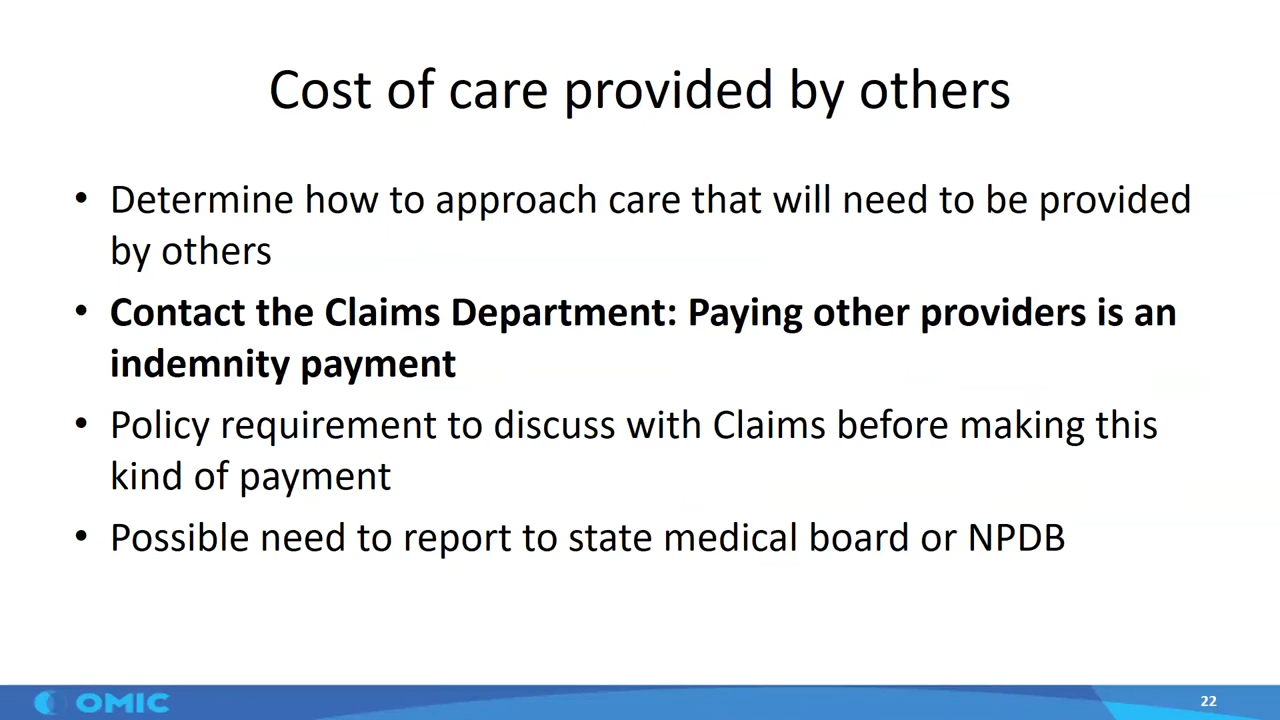 Cost of care provided by others
• Determine how to approach care that will need to be provided
by others
• Contact the Claims Department: Paying other providers is an
indemnity payment
• Policy requirement to discuss with Claims before making this
kind of payment
• Possible need to report to state medical board or NPDB
OMIC
22